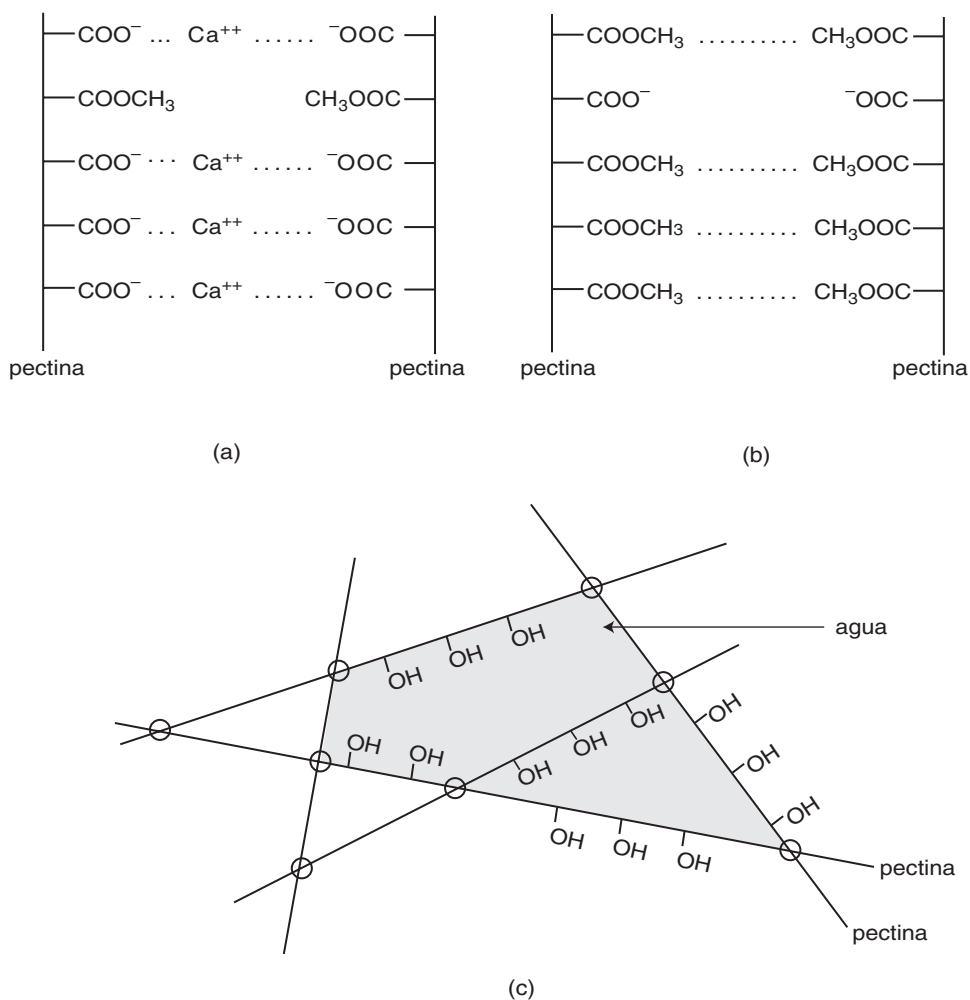 COO⁻ ... Ca⁺⁺ ...... ⁻OOC
COOCH₃ CH₃OOC
COO⁻ ... Ca⁺⁺ ...... ⁻OOC
COO⁻ ... Ca⁺⁺ ...... ⁻OOC
COO⁻ ... Ca⁺⁺ ...... ⁻OOC
pectina pectina
(a)
COOCH₃ .......... CH₃OOC
COO⁻ ⁻OOC
COOCH₃ .......... CH₃OOC
COOCH₃ .......... CH₃OOC
COOCH₃ .......... CH₃OOC
pectina pectina
(b)
agua
OH OH OH
OH OH
OH OH OH
OH
OH
OH
OH OH OH
pectina
pectina
(c)